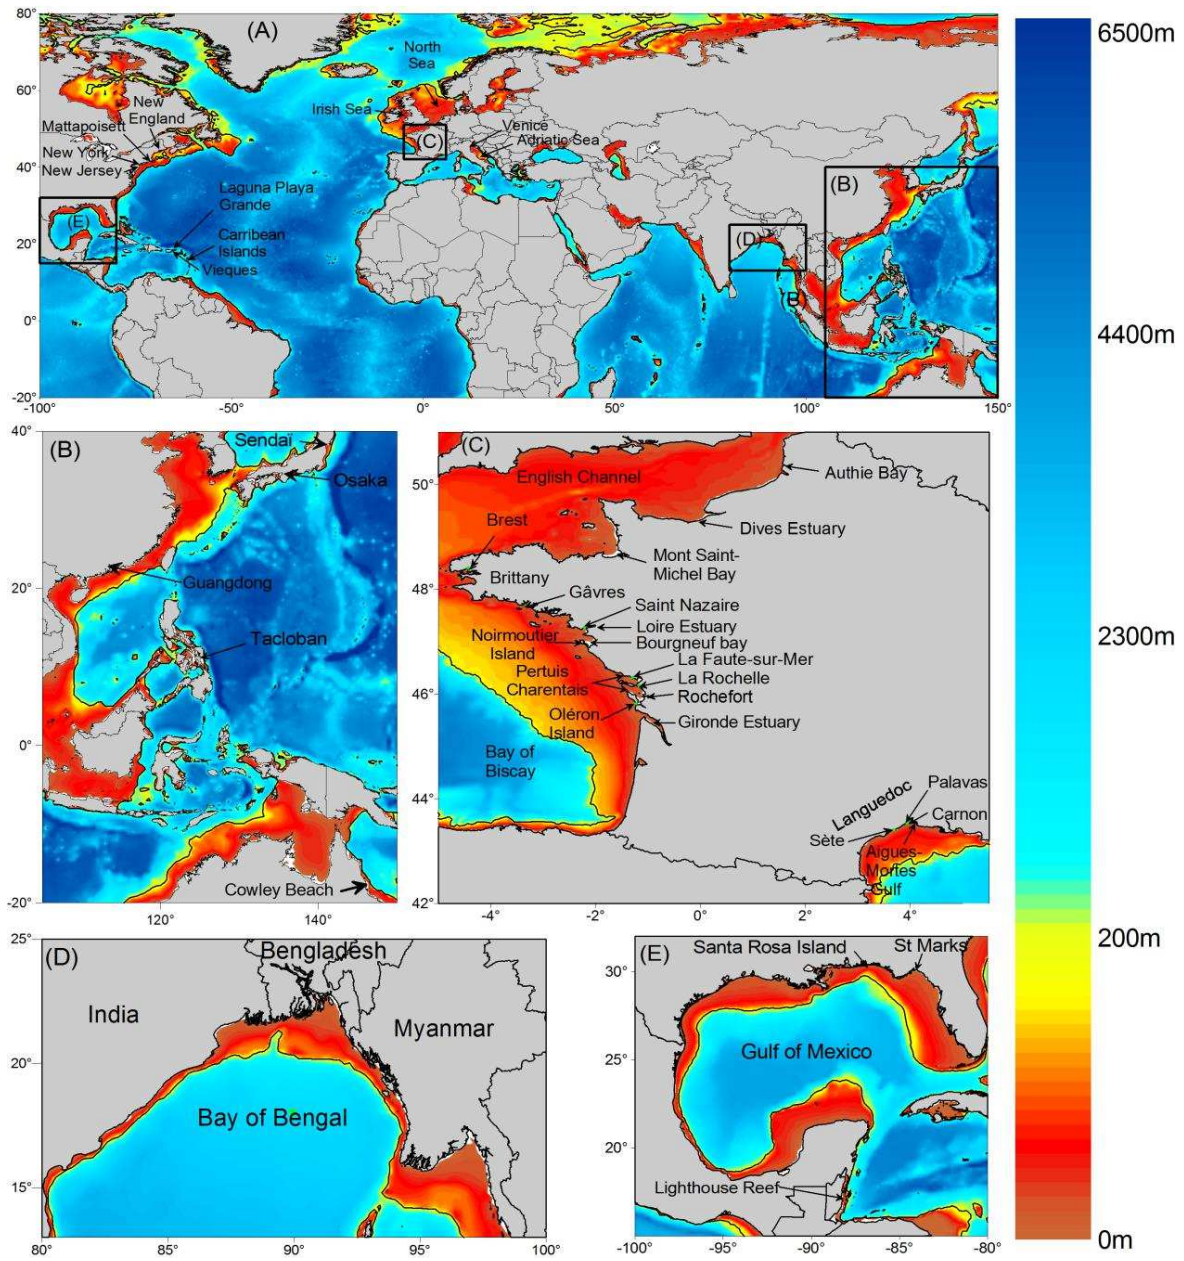 80°
60°
40°
20°
0°
-20°
-100°
-50°
0°
50°
100°
150°
(A)
North
Sea
Irish Sea
New
England
Mattapoisett
New York
New Jersey
Venice
Adriatic Sea
(C)
Laguna Playa
Grande
Carribean
Islands
Vieques
(E)
(B)
(D)
(B)
6500m
4400m
2300m
200m
0m
40°
20°
0°
-20°
120°
140°
(B)
Sendaï
Osaka
Guangdong
Tacloban
Cowley Beach
50°
48°
46°
44°
42°
-4°
-2°
0°
2°
4°
(C)
English Channel
Authie Bay
Brest
Dives Estuary
Mont Saint-
Michel Bay
Brittany
Gâvres
Saint Nazaire
Loire Estuary
Noirmoutier
Island
Bourgneuf bay
La Faute-sur-Mer
Pertuis
Charentais
La Rochelle
Rochefort
Oléron
Island
Gironde Estuary
Bay of
Biscay
Palavas
Languedoc
Carnon
Sète
Aigues-
Mortes
Gulf
25°
20°
15°
80°
85°
90°
95°
100°
(D)
Bengladesh
India
Myanmar
Bay of Bengal
30°
25°
20°
-100°
-95°
-90°
-85°
-80°
(E)
Santa Rosa Island
St Marks
Gulf of Mexico
Lighthouse Reef